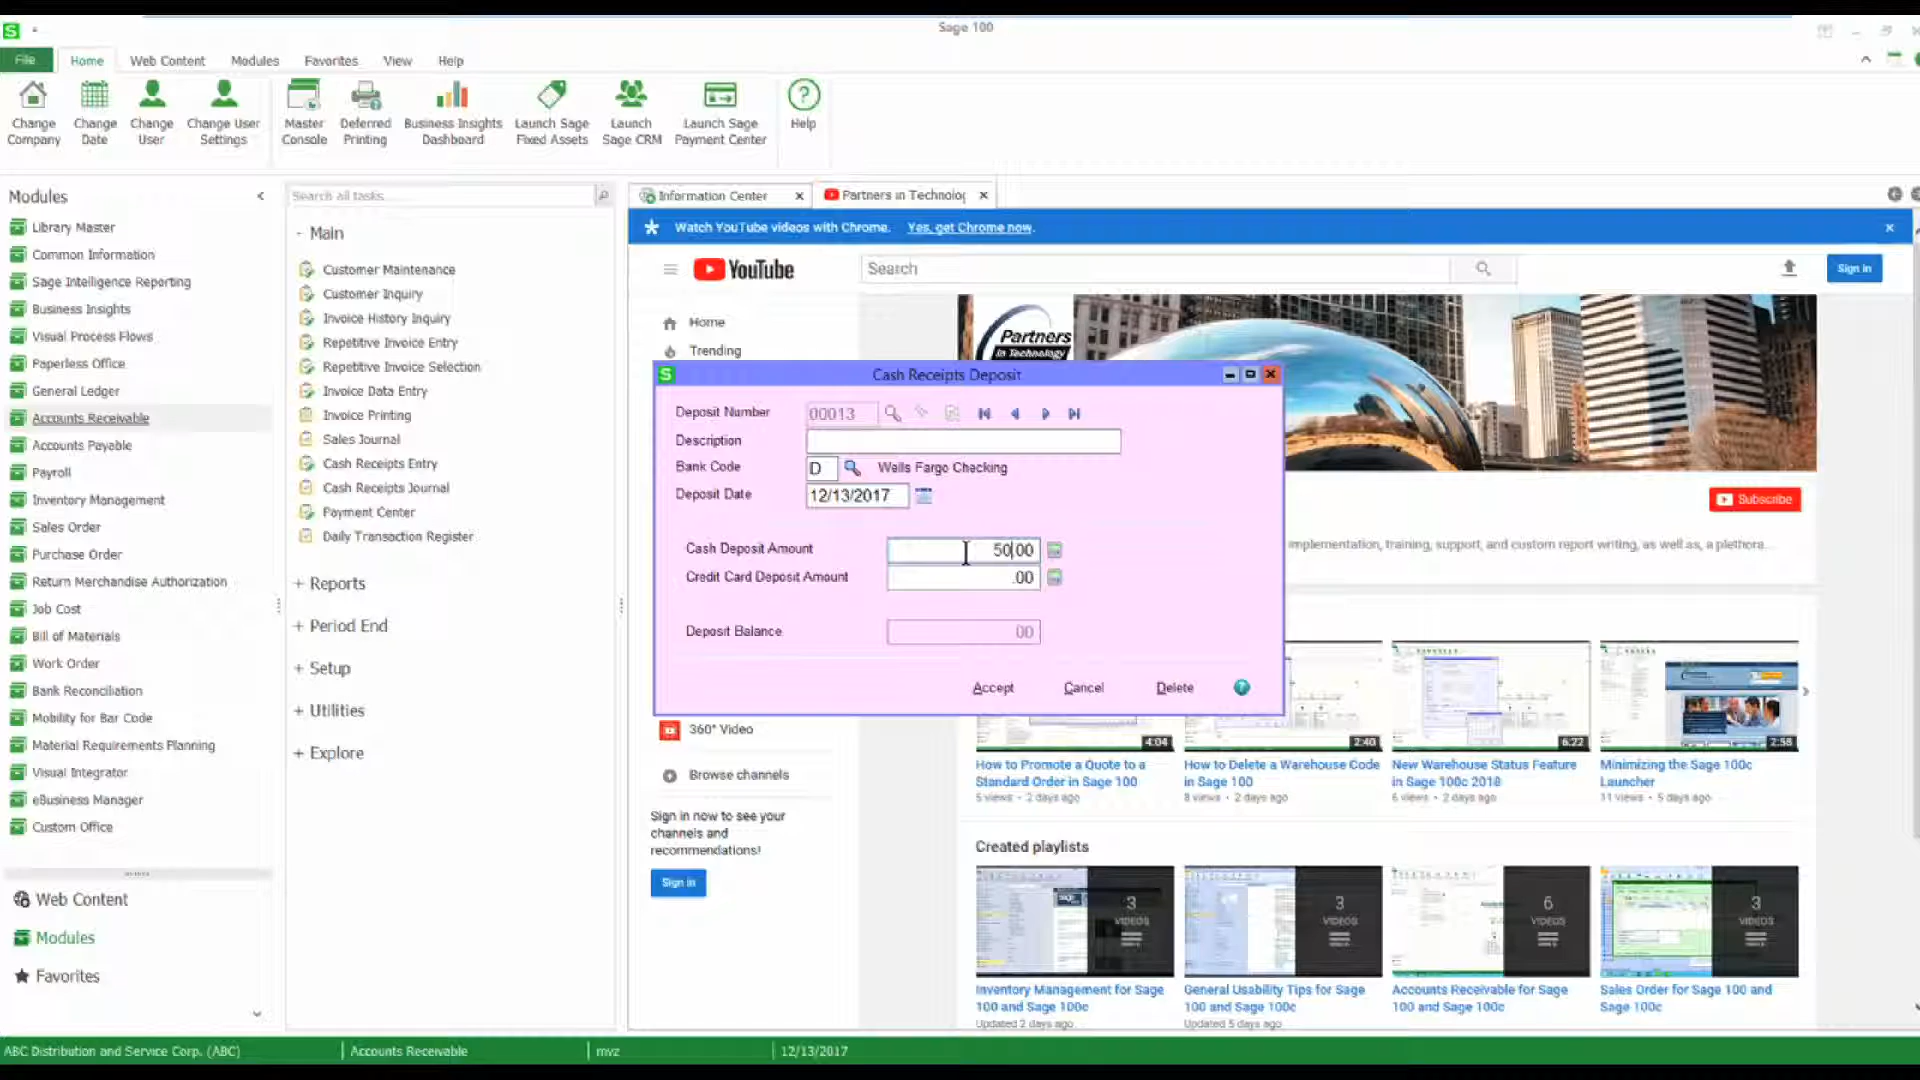 Sage 100
File
Home
Web Content
Modules
Favorites
View
Help
Change Company
Change Date
Change User
Change User Settings
Master Console
Deferred Printing
Business Insights Dashboard
Launch Sage Fixed Assets
Launch Sage CRM
Launch Sage Payment Center
Help
Modules
Library Master
Common Information
Sage Intelligence Reporting
Business Insights
Visual Process Flows
Paperless Office
General Ledger
Accounts Receivable
Accounts Payable
Payroll
Inventory Management
Sales Order
Purchase Order
Return Merchandise Authorization
Job Cost
Bill of Materials
Work Order
Bank Reconciliation
Mobility for Bar Code
Material Requirements Planning
Visual Integrator
eBusiness Manager
Custom Office
Web Content
Modules
Favorites
Search all tasks
- Main
Customer Maintenance
Customer Inquiry
Invoice History Inquiry
Repetitive Invoice Entry
Repetitive Invoice Selection
Invoice Data Entry
Invoice Printing
Sales Journal
Cash Receipts Entry
Cash Receipts Journal
Payment Center
Daily Transaction Register
+ Reports
+ Period End
+ Setup
+ Utilities
+ Explore
Information Center
Partners in Technolog
Watch YouTube videos with Chrome. Yes, get Chrome now.
YouTube
Search
Sign in
Home
Trending
Partners
in Technology
Subscribe
implementation, training, support, and custom report writing, as well as, a plethora...
Cash Receipts Deposit
Deposit Number 00013
Description
Bank Code D Wells Fargo Checking
Deposit Date 12/13/2017
Cash Deposit Amount 50.00
Credit Card Deposit Amount .00
Deposit Balance .00
Accept
Cancel
Delete
360° Video
Browse channels
Sign in now to see your
channels and
recommendations!
Sign in
4:04
2:40
6:22
2:58
How to Promote a Quote to a
Standard Order in Sage 100
5 views • 2 days ago
How to Delete a Warehouse Code
in Sage 100
8 views • 2 days ago
New Warehouse Status Feature
in Sage 100c 2018
6 views • 2 days ago
Minimizing the Sage 100c
Launcher
11 views • 5 days ago
Created playlists
3
VIDEOS
3
VIDEOS
6
VIDEOS
3
VIDEOS
Inventory Management for Sage
100 and Sage 100c
Updated 2 days ago
General Usability Tips for Sage
100 and Sage 100c
Updated 5 days ago
Accounts Receivable for Sage
100 and Sage 100c
Sales Order for Sage 100 and
Sage 100c
ABC Distribution and Service Corp. (ABC)
Accounts Receivable
mvz
12/13/2017